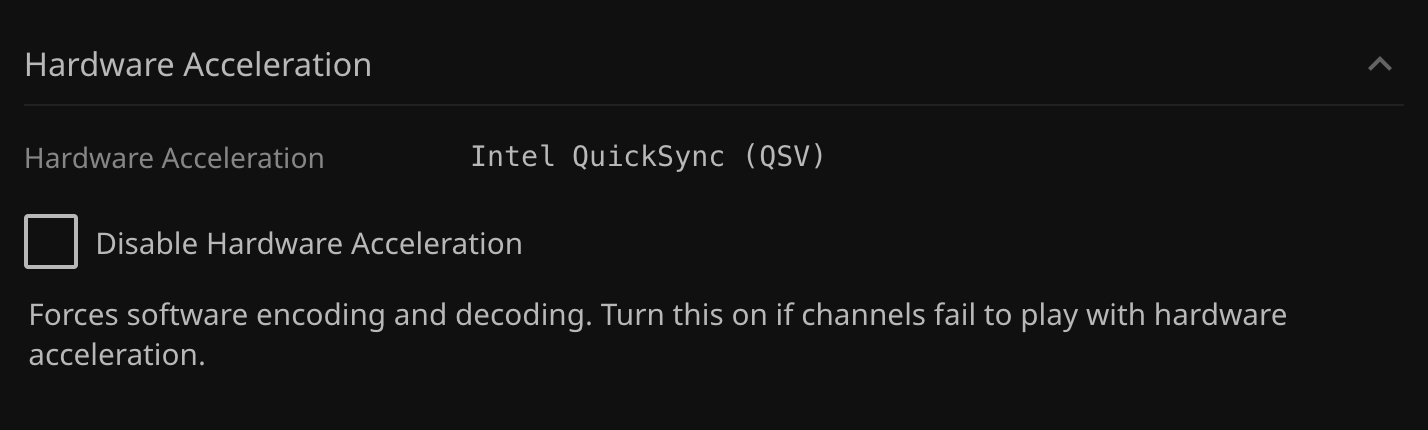 Hardware Acceleration
Hardware Acceleration Intel QuickSync (QSV)
Disable Hardware Acceleration
Forces software encoding and decoding. Turn this on if channels fail to play with hardware
acceleration.